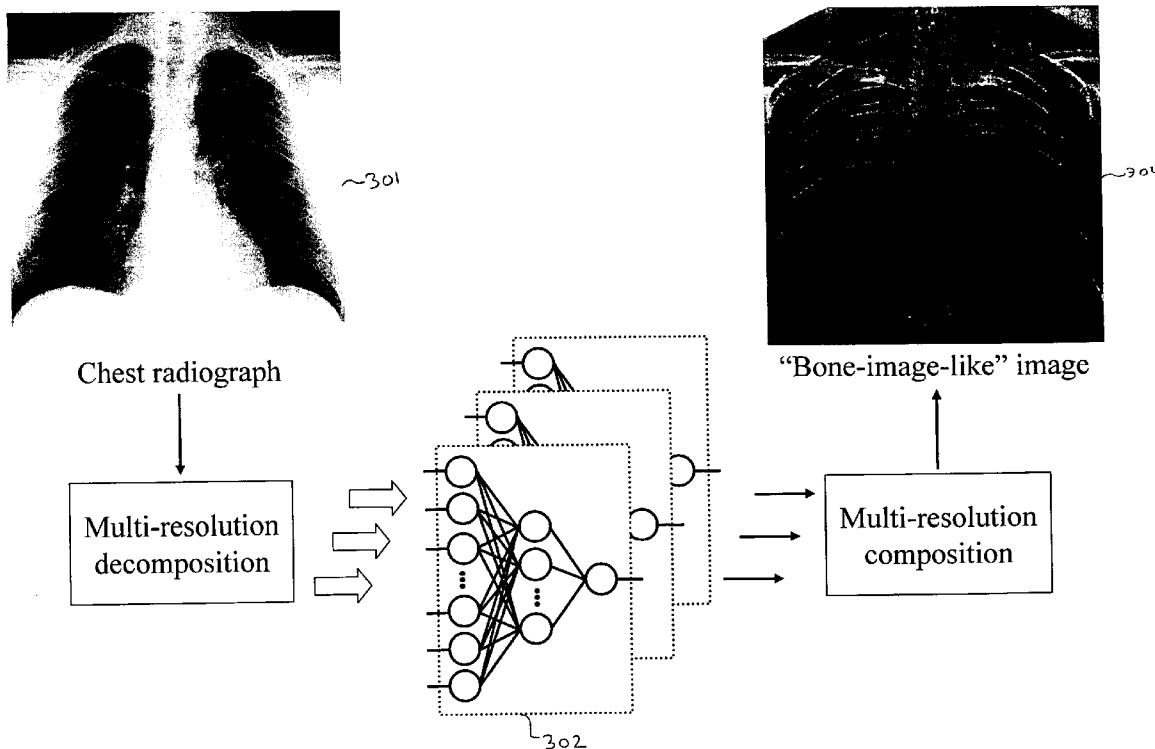 301
Chest radiograph
"Bone-image-like" image
Multi-resolution
decomposition
Multi-resolution
composition
302